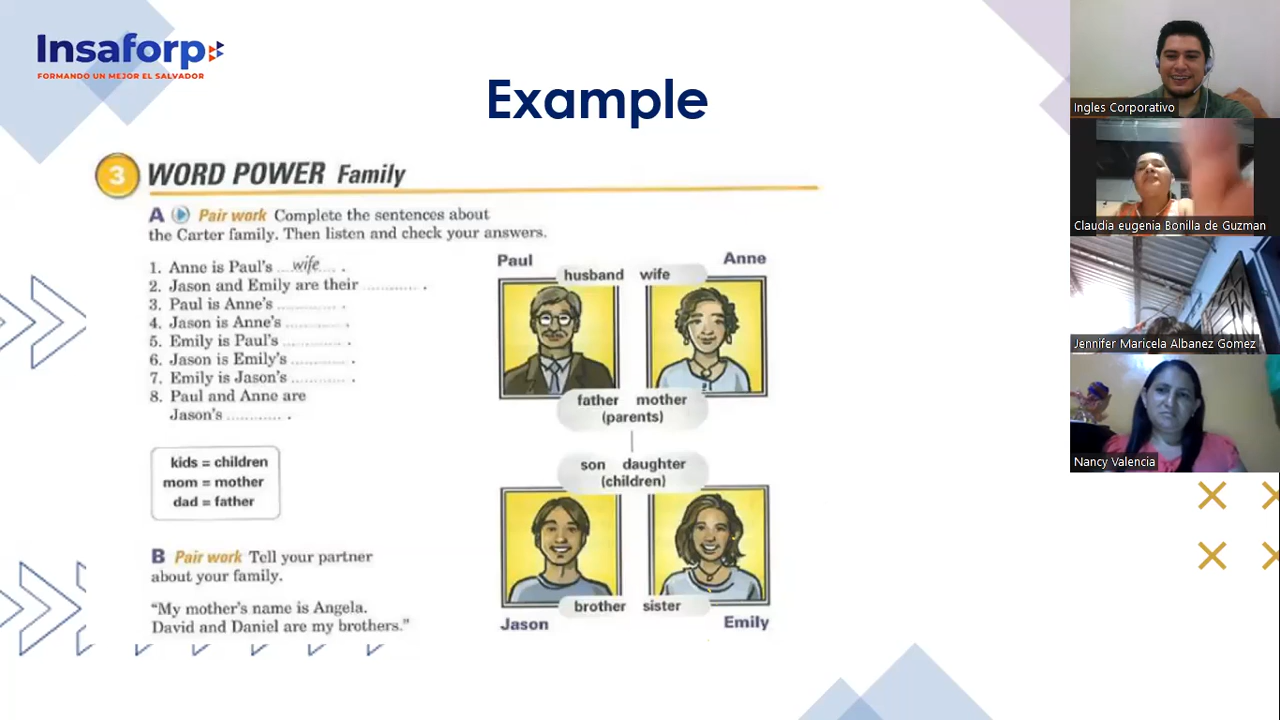 Insaforp
FORMANDO UN MEJOR EL SALVADOR
Example
3 WORD POWER Family
A Pair work Complete the sentences about
the Carter family. Then listen and check your answers.
1. Anne is Paul's ....wife.... .
2. Jason and Emily are their ............ .
3. Paul is Anne's ............ .
4. Jason is Anne's ............ .
5. Emily is Paul's ............ .
6. Jason is Emily's ............ .
7. Emily is Jason's ............ .
8. Paul and Anne are
Jason's ............ .
kids = children
mom = mother
dad = father
B Pair work Tell your partner
about your family.
"My mother's name is Angela.
David and Daniel are my brothers."
Paul
Anne
husband wife
father mother
(parents)
son daughter
(children)
brother sister
Jason
Emily
Ingles Corporativo
Claudia eugenia Bonilla de Guzman
Jennifer Maricela Albanez Gomez
Nancy Valencia